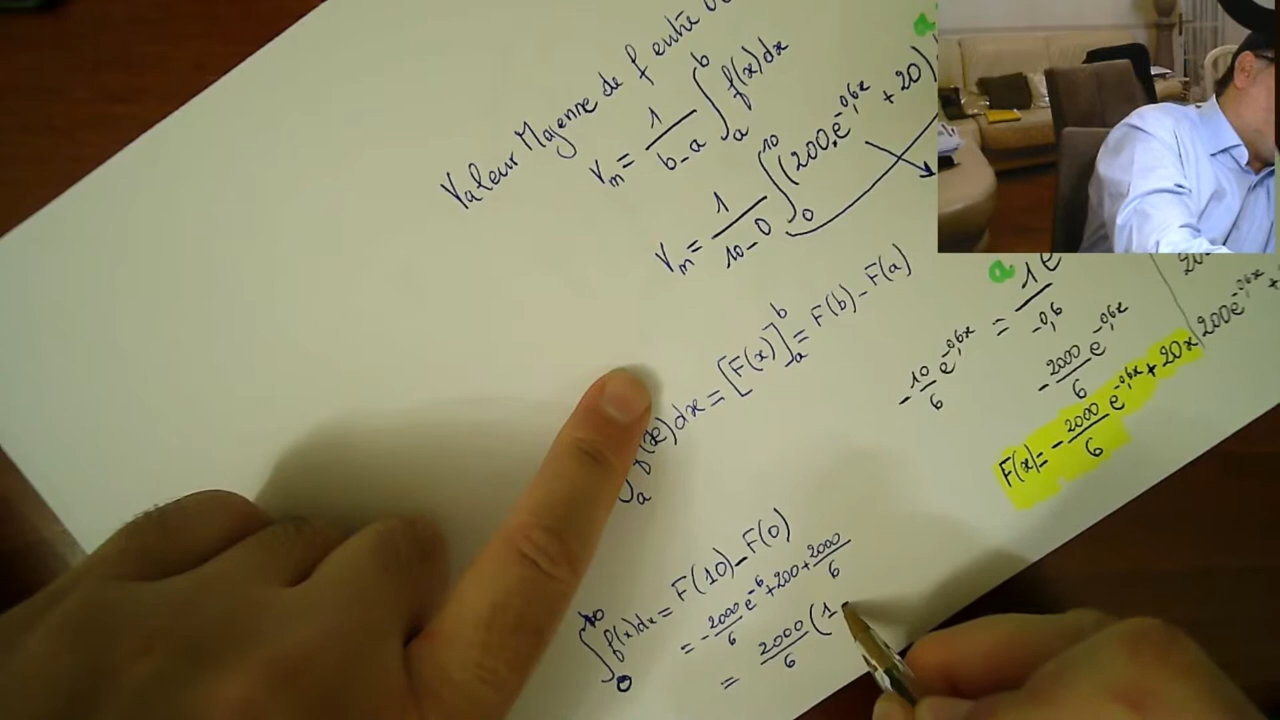 Valeur Moyenne de f entre
Vm = 1/(b-a) ∫_a^b f(x)dx
Vm = 1/(10-0) ∫_0^10 (200.e^-0,6x + 20)
f(x)dx = [F(x)]_a^b = F(b) - F(a)
a
-10/6 e^-0,6x = 1/-0,6 e
-2000/6 e^-0,6x
200e^-0,6x +
F(x) = -2000/6 e^-0,6x + 20x
∫_0^10 f(x)dx = F(10) - F(0)
= -2000/6 e^-6 + 200 + 2000/6
= 2000/6 (1